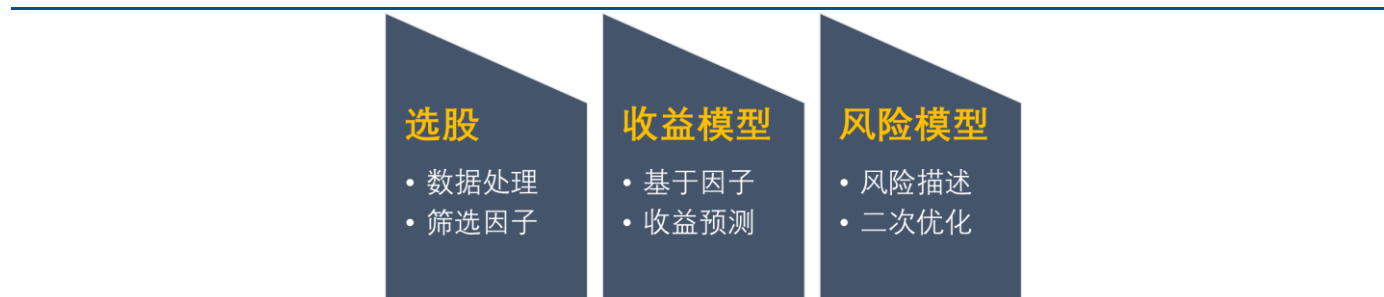 选股
• 数据处理
• 筛选因子
收益模型
• 基于因子
• 收益预测
风险模型
• 风险描述
• 二次优化